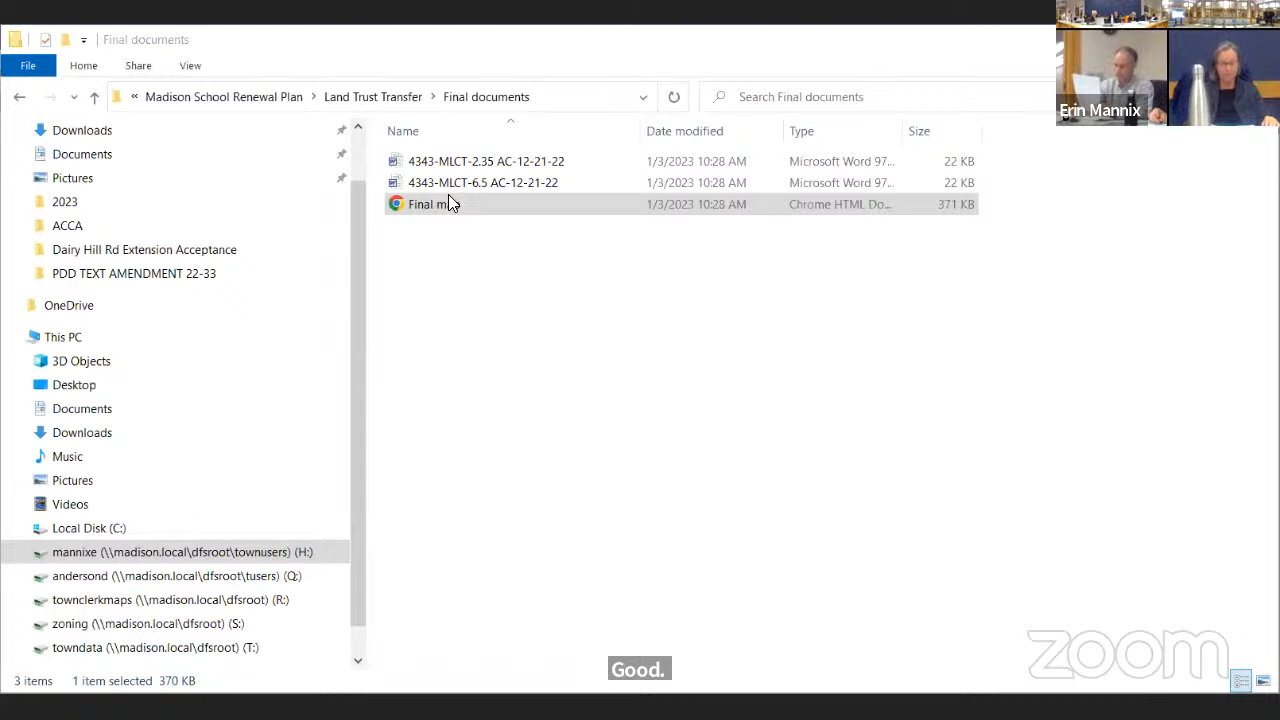 Final documents
File Home Share View
« Madison School Renewal Plan Land Trust Transfer Final documents
Search Final documents
Erin Mannix
Name Date modified Type Size
4343-MLCT-2.35 AC-12-21-22 1/3/2023 10:28 AM Microsoft Word 97... 22 KB
4343-MLCT-6.5 AC-12-21-22 1/3/2023 10:28 AM Microsoft Word 97... 22 KB
Final 1/3/2023 10:28 AM Chrome HTML Do... 371 KB
Downloads
Documents
Pictures
2023
ACCA
Dairy Hill Rd Extension Acceptance
PDD TEXT AMENDMENT 22-33
OneDrive
This PC
3D Objects
Desktop
Documents
Downloads
Music
Pictures
Videos
Local Disk (C:)
mannixe (\\madison.local\dfsroot\townusers) (H:)
andersond (\\madison.local\dfsroot\tusers) (Q:)
townclerkmaps (\\madison.local\dfsroot) (R:)
zoning (\\madison.local\dfsroot) (S:)
towndata (\\madison.local\dfsroot) (T:)
3 items 1 item selected 370 KB
Good.
zoom